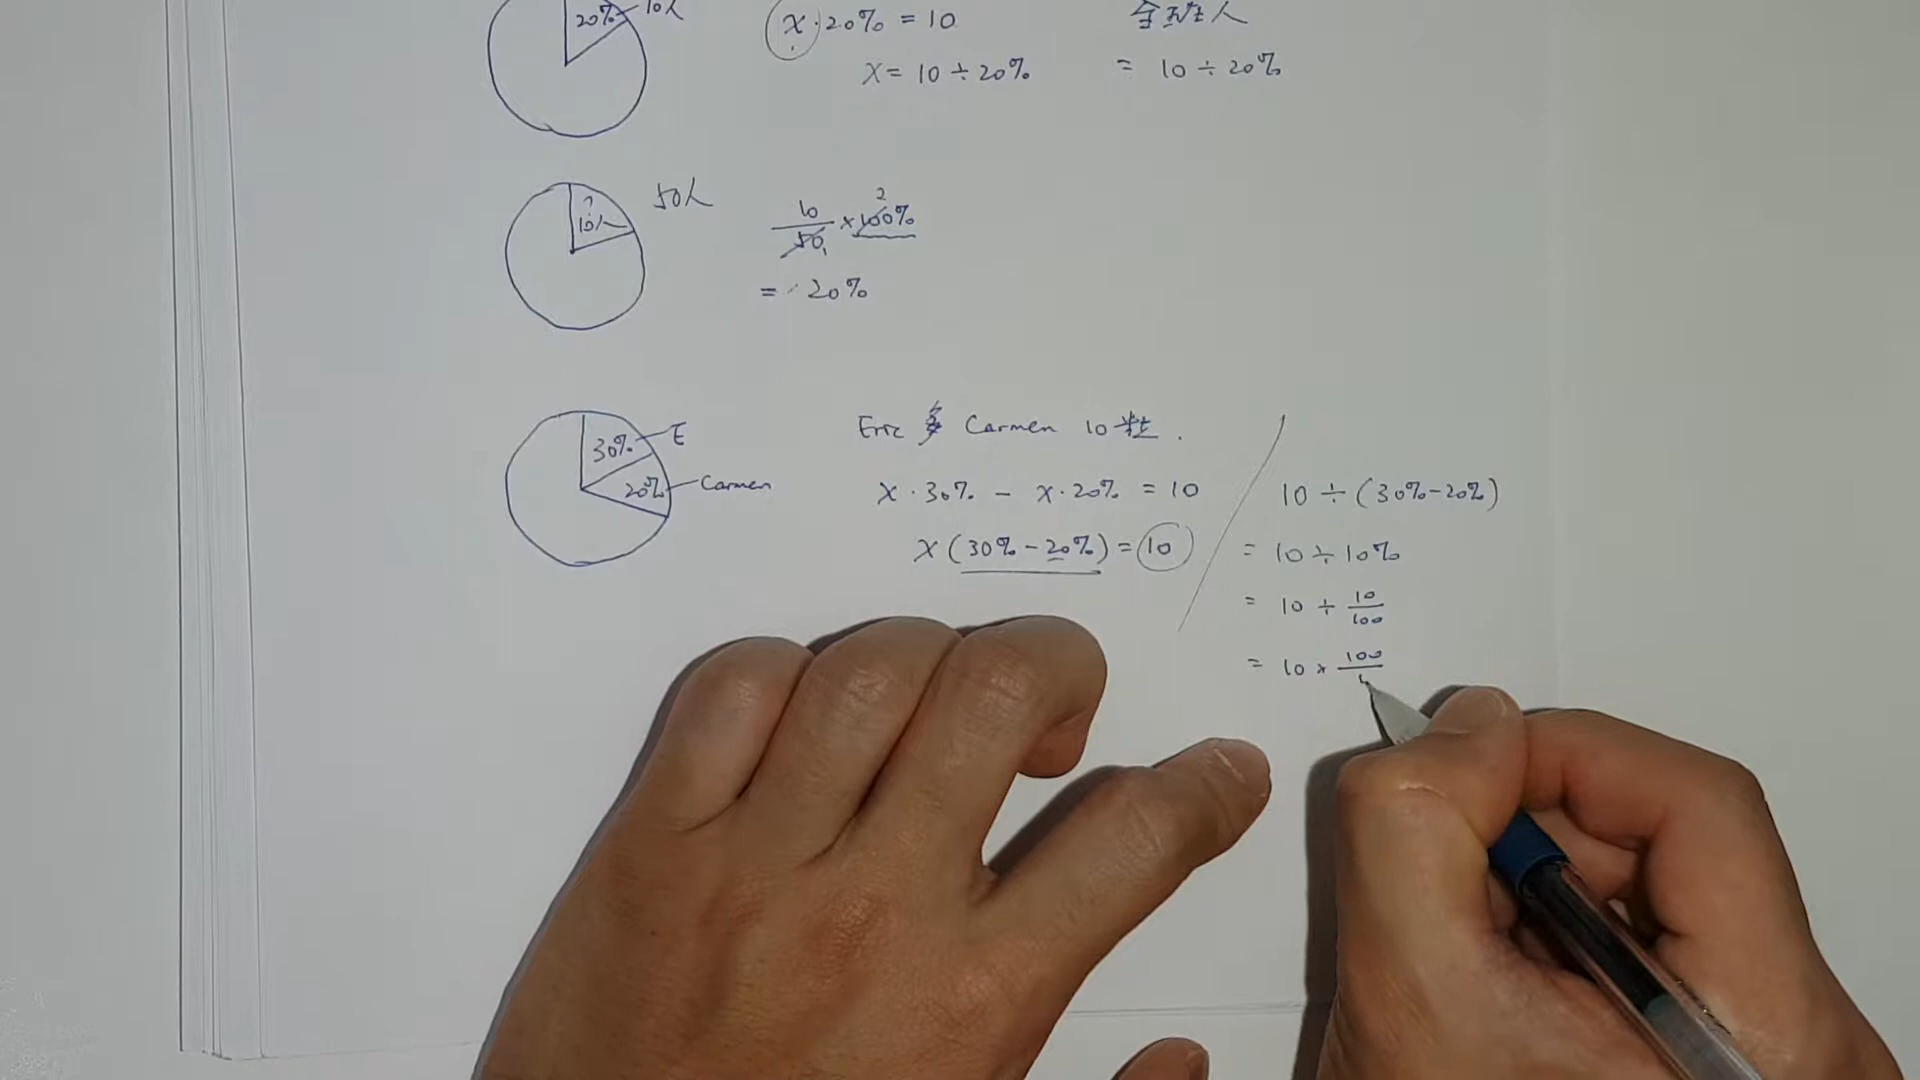 20% 10人
x · 20% = 10
x = 10 ÷ 20%
全班人
= 10 ÷ 20%
?
10人
50人
10/50 1 × 100% 2
= 20%
30% E
20% Carmen
Eric 多 Carmen 10粒.
x · 30% - x · 20% = 10
x (30% - 20%) = 10
10 ÷ (30% - 20%)
= 10 ÷ 10%
= 10 ÷ 10/100
= 10 × 100/1